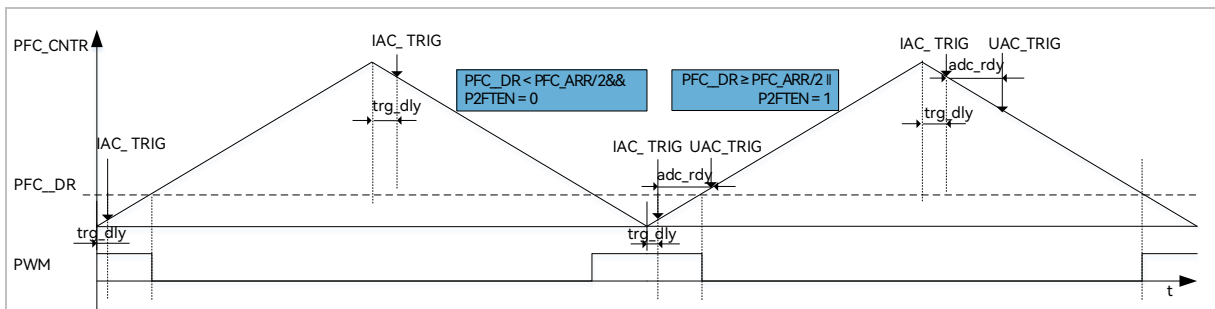 PFC_CNTR
IAC_ TRIG
IAC_ TRIG
UAC_TRIG
adc_rdy
PFC_DR < PFC_ARR/2&&
P2FTEN = 0
PFC_DR ≥ PFC_ARR/2 ||
P2FTEN = 1
trg_dly
trg_dly
IAC_ TRIG
IAC_ TRIG
UAC_TRIG
adc_rdy
PFC__DR
trg_dly
trg_dly
PWM
t